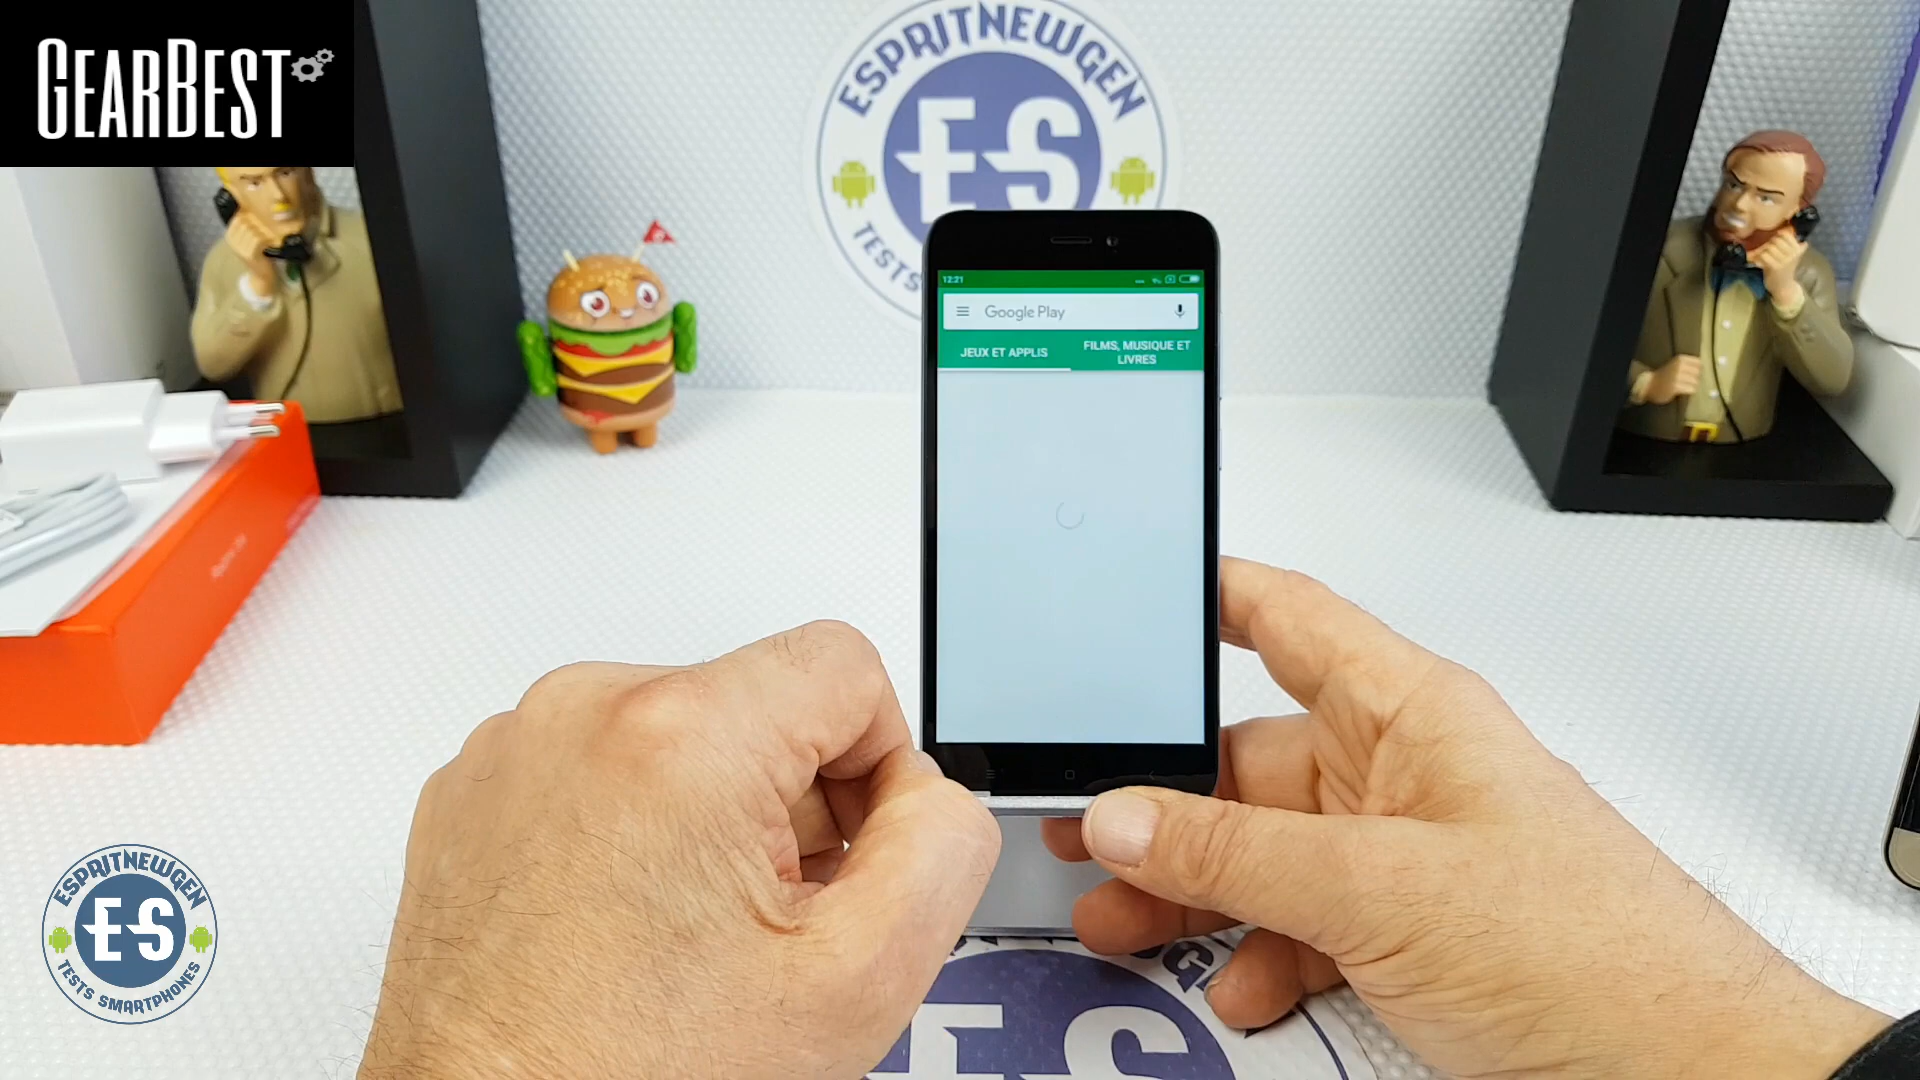 GEARBEST
ESPRITNEWGEN
ES
TESTS
12:21
Google Play
JEUX ET APPLIS
FILMS, MUSIQUE ET
LIVRES
ESPRITNEWGEN
ES
TESTS SMARTPHONES
ES